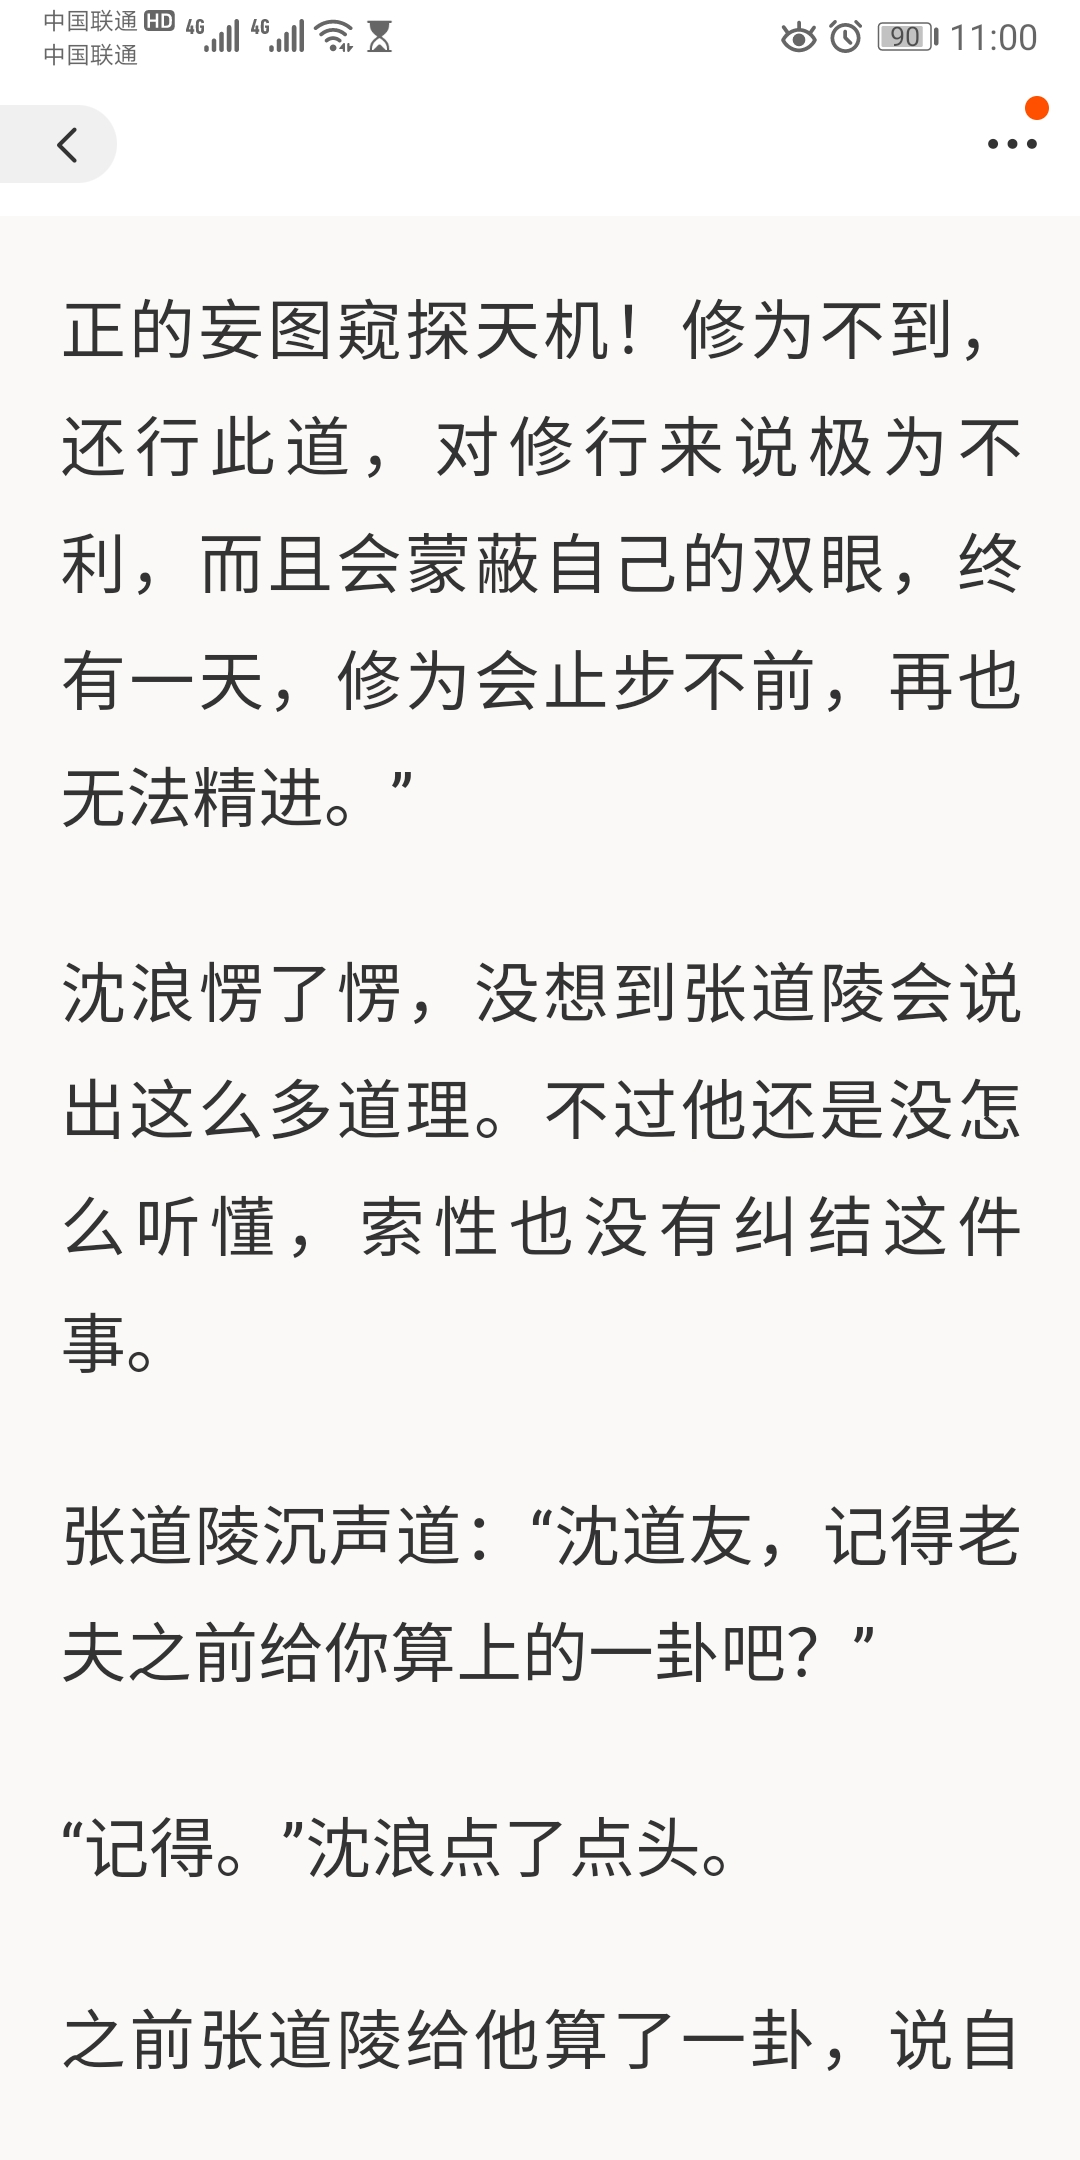 中国联通 HD 4G 4G 90 11:00
中国联通
正的妄图窥探天机！修为不到，
还行此道，对修行来说极为不
利，而且会蒙蔽自己的双眼，终
有一天，修为会止步不前，再也
无法精进。”
沈浪愣了愣，没想到张道陵会说
出这么多道理。不过他还是没怎
么听懂，索性也没有纠结这件
事。
张道陵沉声道：“沈道友，记得老
夫之前给你算上的一卦吧？”
“记得。”沈浪点了点头。
之前张道陵给他算了一卦，说自